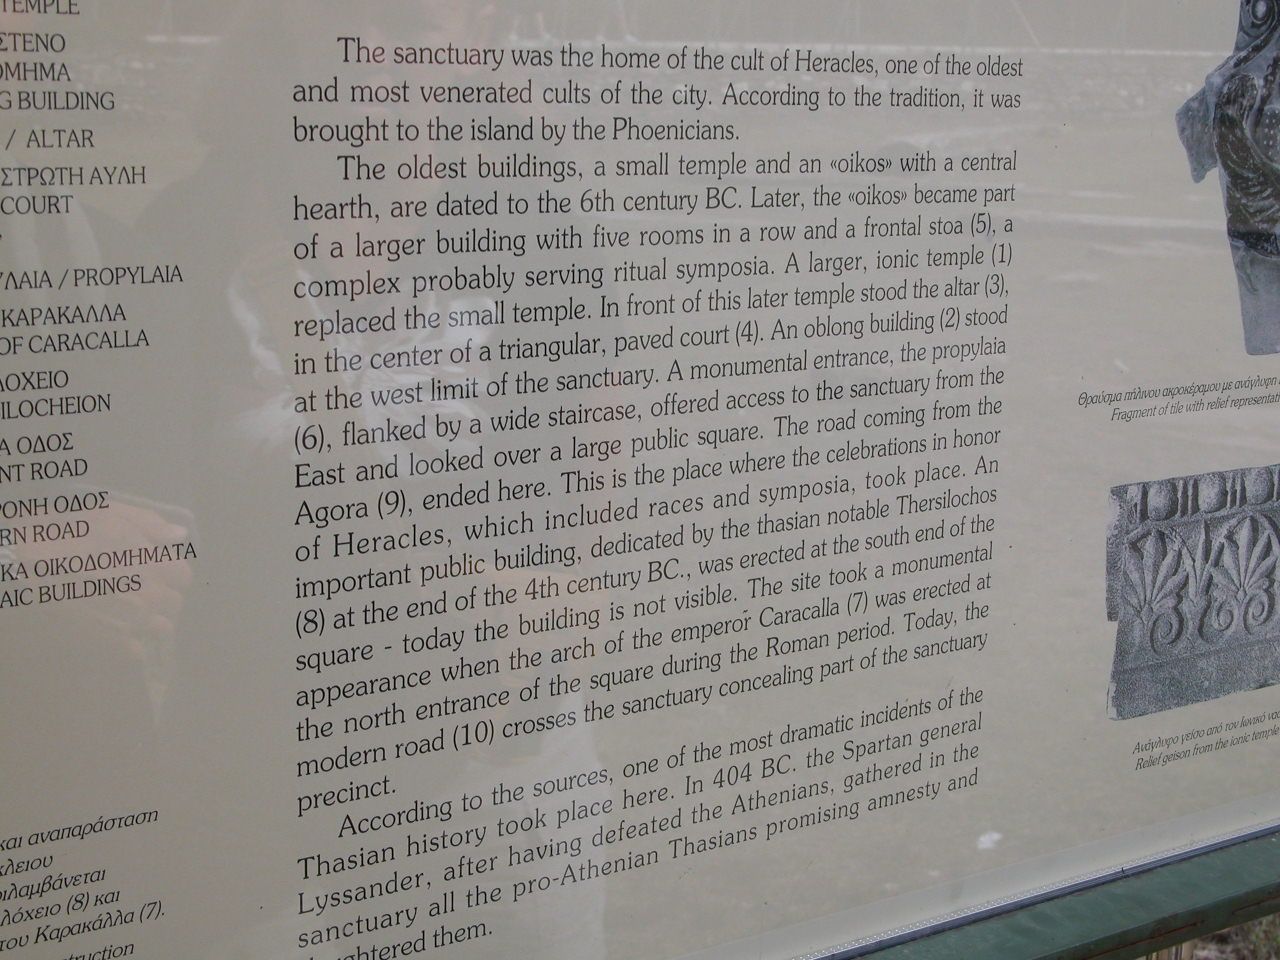 TEMPLE
ΣΤΕΝΟ
BUILDING
/ ALTAR
ΑΥΛΗ
COURT
/ PROPYLAIA
ΚΑΡΑΚΑΛΛΑ
OF CARACALLA
ΟΔΟΣ
ROAD
ΟΔΟΣ
ROAD
ΟΙΚΟΔΟΜΗΜΑΤΑ
BUILDINGS
και αναπαράσταση
(8) και
του Καρακάλλα (7).
The sanctuary was the home of the cult of Heracles, one of the oldest
and most venerated cults of the city. According to the tradition, it was
brought to the island by the Phoenicians.
The oldest buildings, a small temple and an «oikos» with a central
hearth, are dated to the 6th century BC. Later, the «oikos» became part
of a larger building with five rooms in a row and a frontal stoa (5), a
complex probably serving ritual symposia. A larger, ionic temple (1)
replaced the small temple. In front of this later temple stood the altar (3),
in the center of a triangular, paved court (4). An oblong building (2) stood
at the west limit of the sanctuary. A monumental entrance, the propylaia
(6), flanked by a wide staircase, offered access to the sanctuary from the
East and looked over a large public square. The road coming from the
Agora (9), ended here. This is the place where the celebrations in honor
of Heracles, which included races and symposia, took place. An
important public building, dedicated by the thasian notable Thersilochos
(8) at the end of the 4th century BC., was erected at the south end of the
square - today the building is not visible. The site took a monumental
appearance when the arch of the emperor Caracalla (7) was erected at
the north entrance of the square during the Roman period. Today, the
modern road (10) crosses the sanctuary concealing part of the sanctuary
precinct.
According to the sources, one of the most dramatic incidents of the
Thasian history took place here. In 404 BC. the Spartan general
Lyssander, after having defeated the Athenians, gathered in the
sanctuary all the pro-Athenian Thasians promising amnesty and
them.
Θραύσμα πήλινου ακροκέραμου με ανάγλυφη
Fragment of tile with relief
Ανάγλυφο γείσο από τον Ιωνικό
Relief geison from the ionic temple